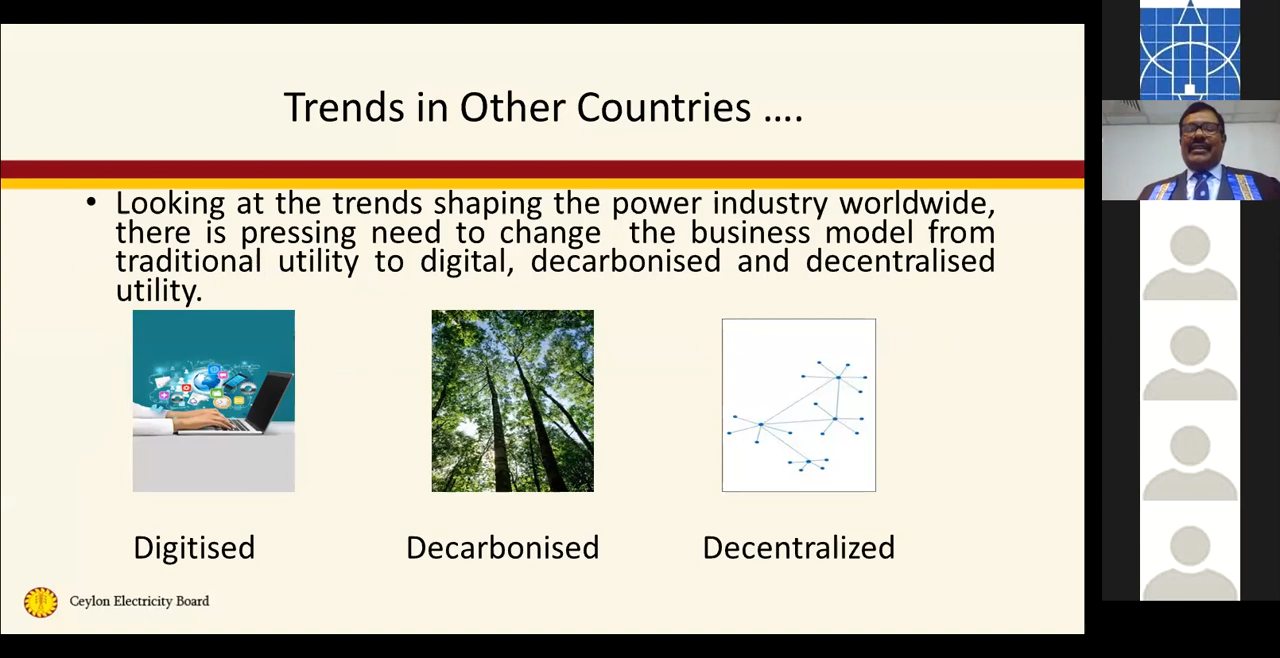 Trends in Other Countries ....
• Looking at the trends shaping the power industry worldwide,
there is pressing need to change the business model from
traditional utility to digital, decarbonised and decentralised
utility.
Digitised
Decarbonised
Decentralized
Ceylon Electricity Board